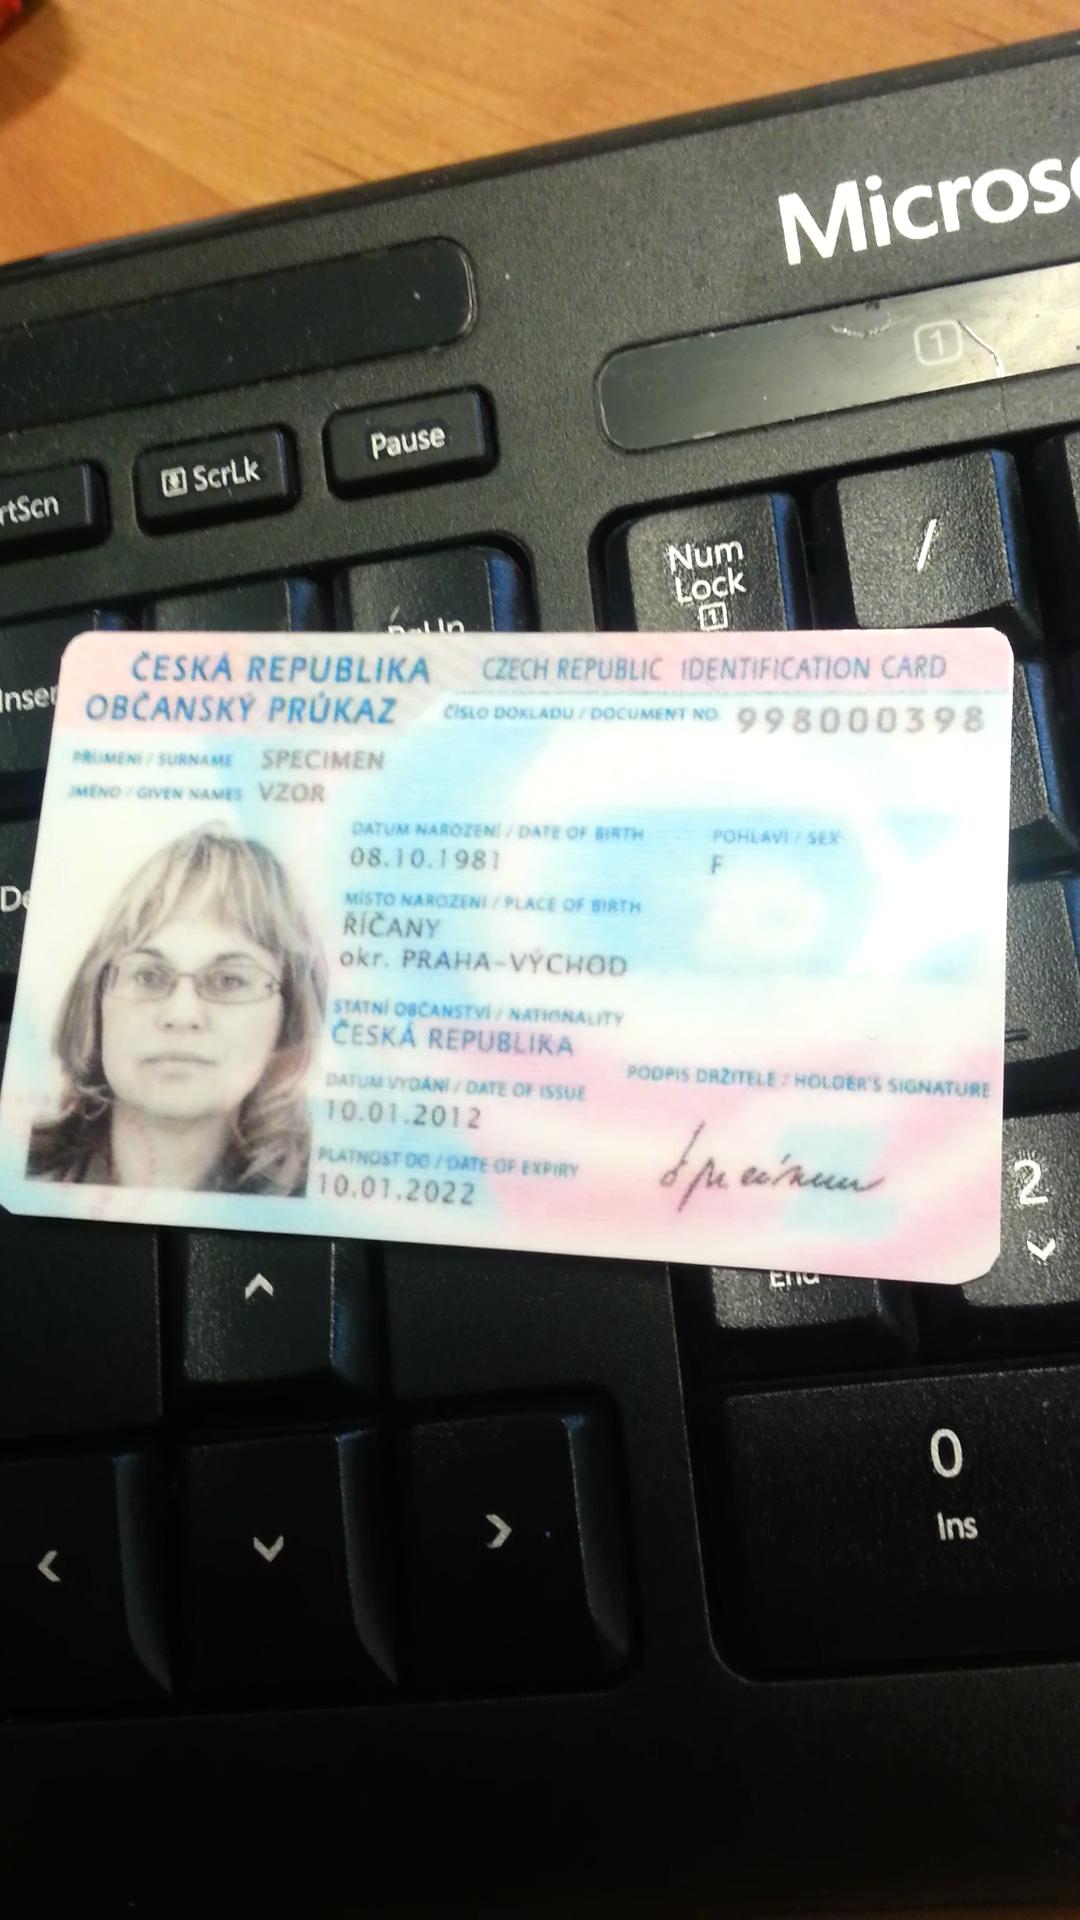 Microso
1
Pause
ScrLk
rtScn
Num
Lock
1
/
PgUp
Inser
ČESKÁ REPUBLIKA CZECH REPUBLIC IDENTIFICATION CARD
OBČANSKÝ PRŮKAZ ČÍSLO DOKLADU / DOCUMENT NO. 998000398
PŘÍJMENÍ / SURNAME SPECIMEN
JMÉNO / GIVEN NAMES VZOR
DATUM NAROZENÍ / DATE OF BIRTH POHLAVÍ / SEX
08.10.1981 F
MÍSTO NAROZENÍ / PLACE OF BIRTH
ŘÍČANY
okr. PRAHA-VÝCHOD
STÁTNÍ OBČANSTVÍ / NATIONALITY
ČESKÁ REPUBLIKA
DATUM VYDÁNÍ / DATE OF ISSUE PODPIS DRŽITELE / HOLDER'S SIGNATURE
10.01.2012
PLATNOST DO / DATE OF EXPIRY Specimen
10.01.2022
De
2
End
0
Ins